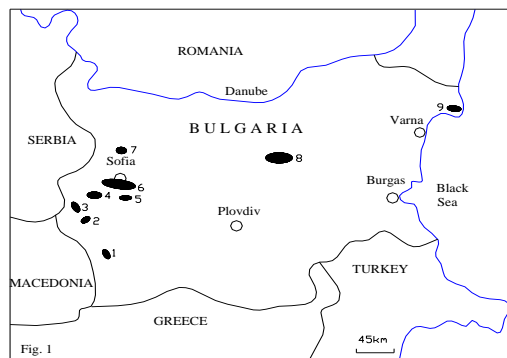 ROMANIA
Danube
9
BULGARIA
Varna
SERBIA
7
Sofia
8
6
4
5
Burgas
Black
Sea
3
2
Plovdiv
1
MACEDONIA
TURKEY
GREECE
Fig. 1
45km